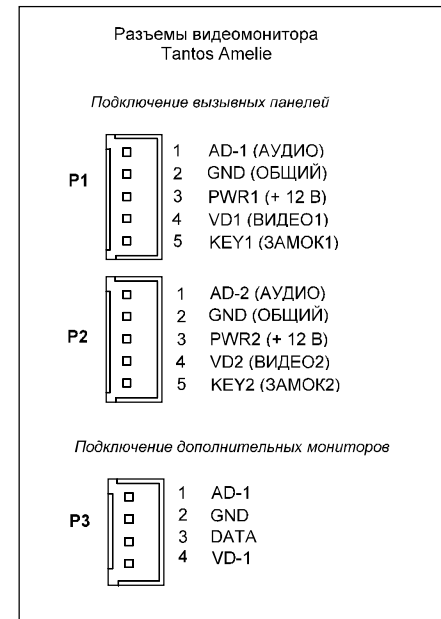 Разъемы видеомонитора
Tantos Amelie
Подключение вызывных панелей
P1
1 AD-1 (АУДИО)
2 GND (ОБЩИЙ)
3 PWR1 (+ 12 В)
4 VD1 (ВИДЕО1)
5 KEY1 (ЗАМОК1)
P2
1 AD-2 (АУДИО)
2 GND (ОБЩИЙ)
3 PWR2 (+ 12 В)
4 VD2 (ВИДЕО2)
5 KEY2 (ЗАМОК2)
Подключение дополнительных мониторов
P3
1 AD-1
2 GND
3 DATA
4 VD-1